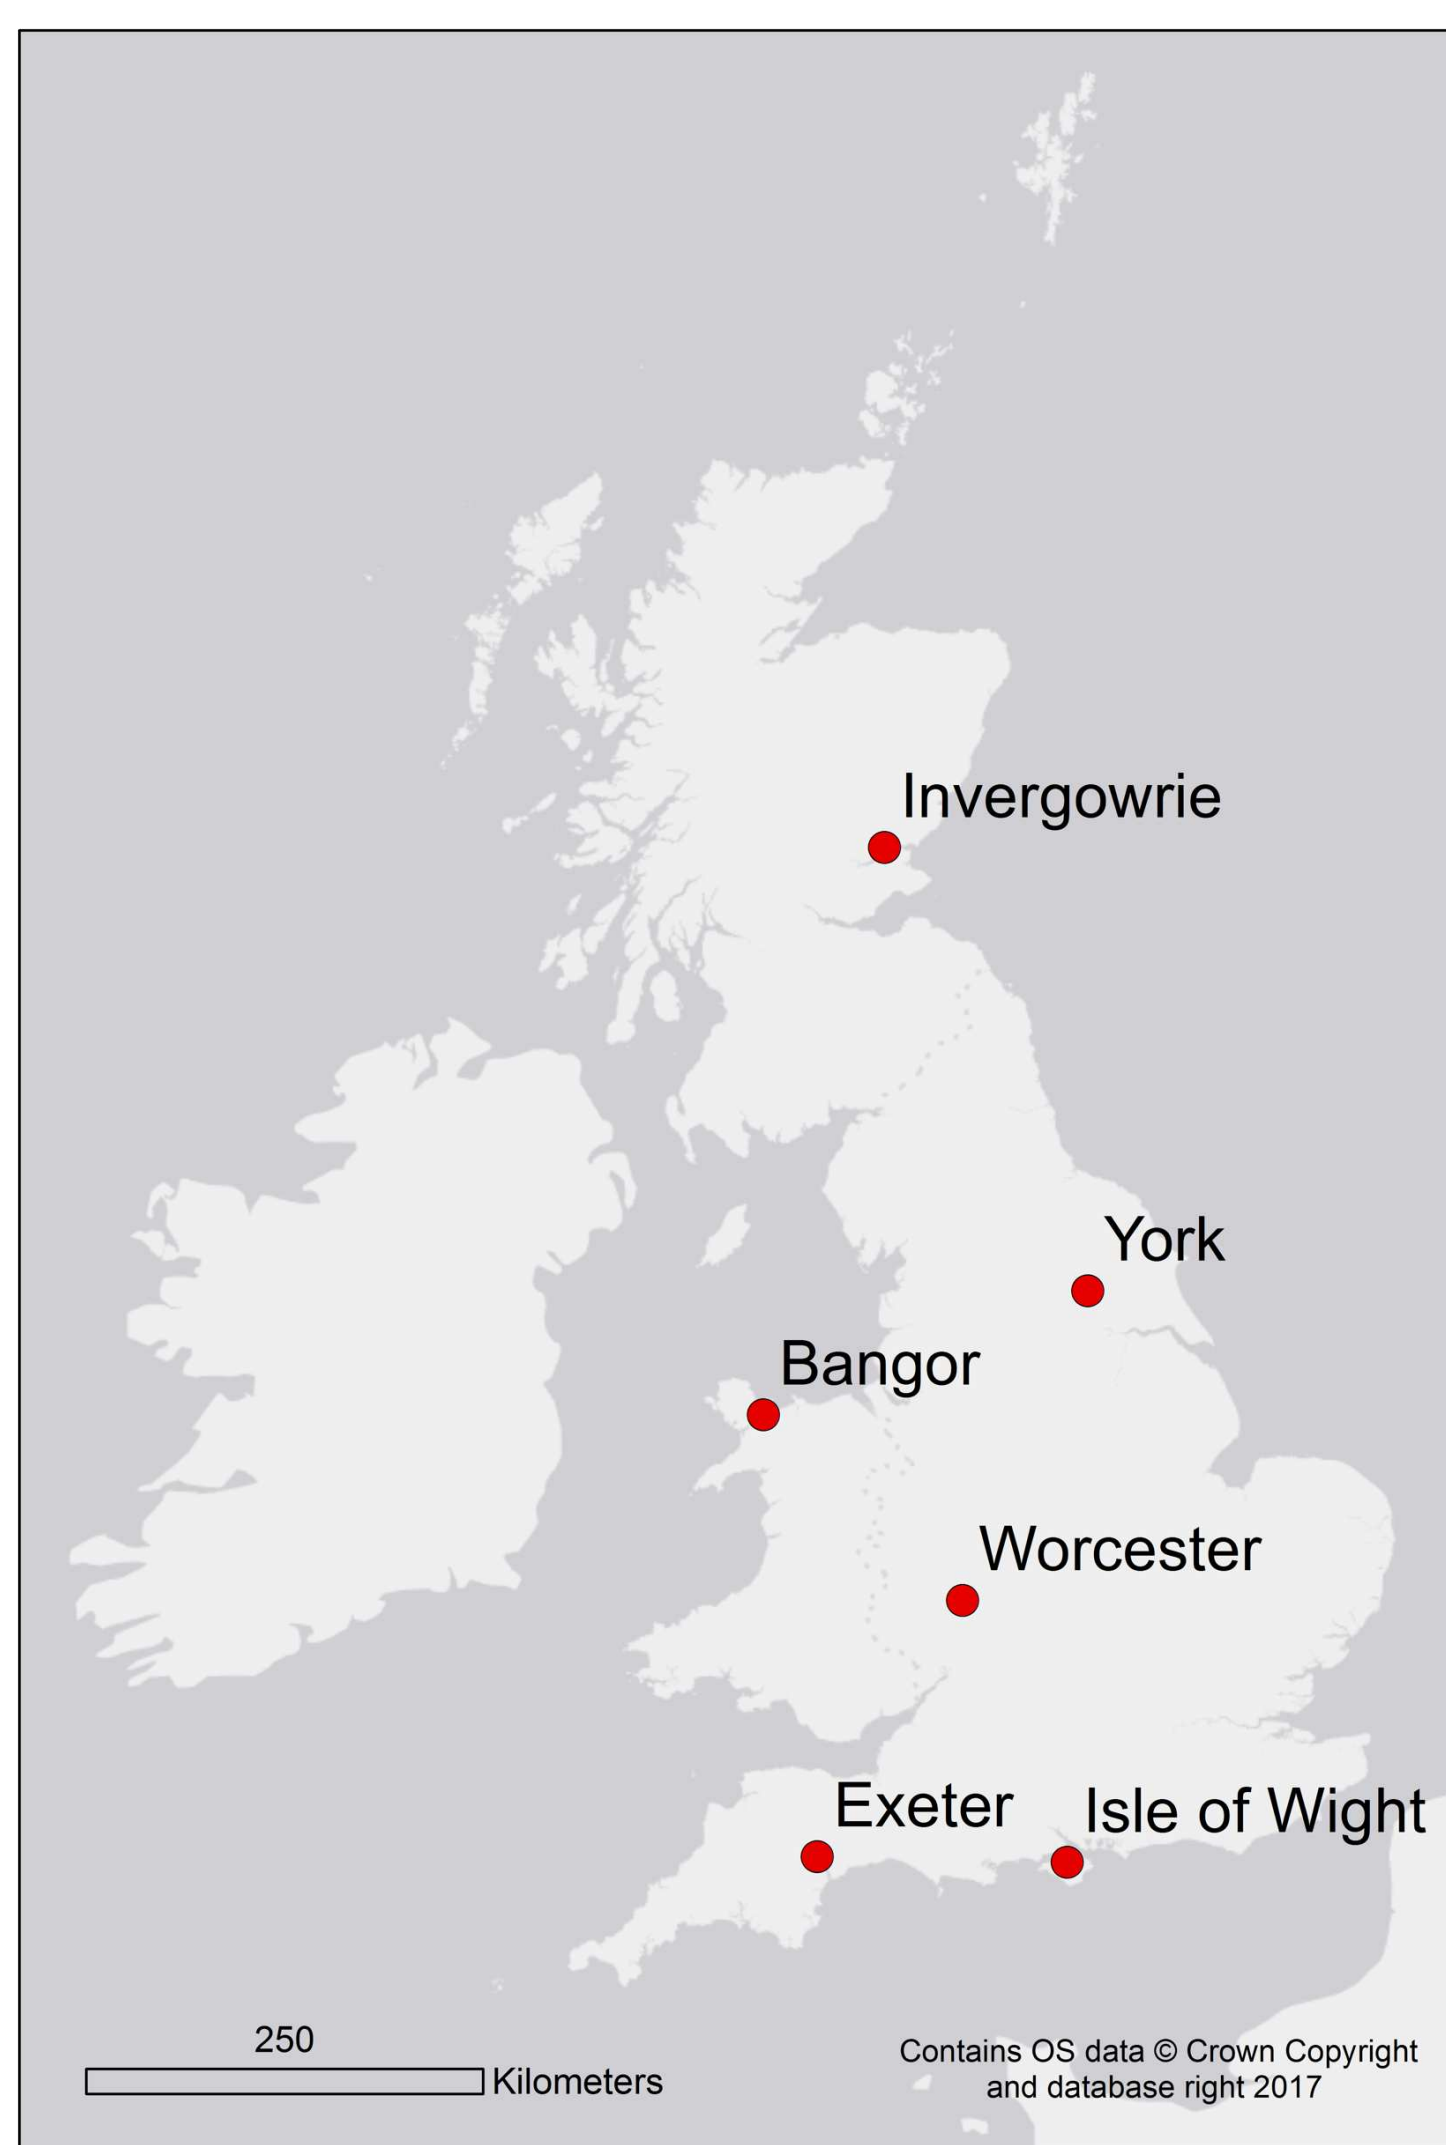 Invergowrie
York
Bangor
Worcester
Exeter
Isle of Wight
250
Kilometers
Contains OS data © Crown Copyright
and database right 2017